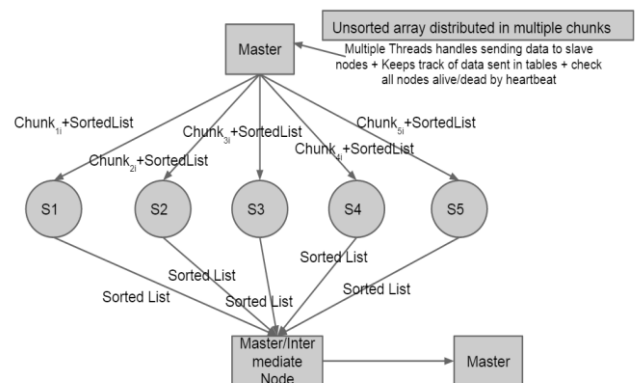 Unsorted array distributed in multiple chunks
Master
Multiple Threads handles sending data to slave
nodes + Keeps track of data sent in tables + check
all nodes alive/dead by heartbeat
Chunk1i+SortedList
Chunk2i+SortedList
Chunk3i+SortedList
Chunk4i+SortedList
Chunk5i+SortedList
S1
S2
S3
S4
S5
Sorted List
Sorted List
Sorted List
Sorted List
Sorted List
Master/Inter
mediate
Node
Master